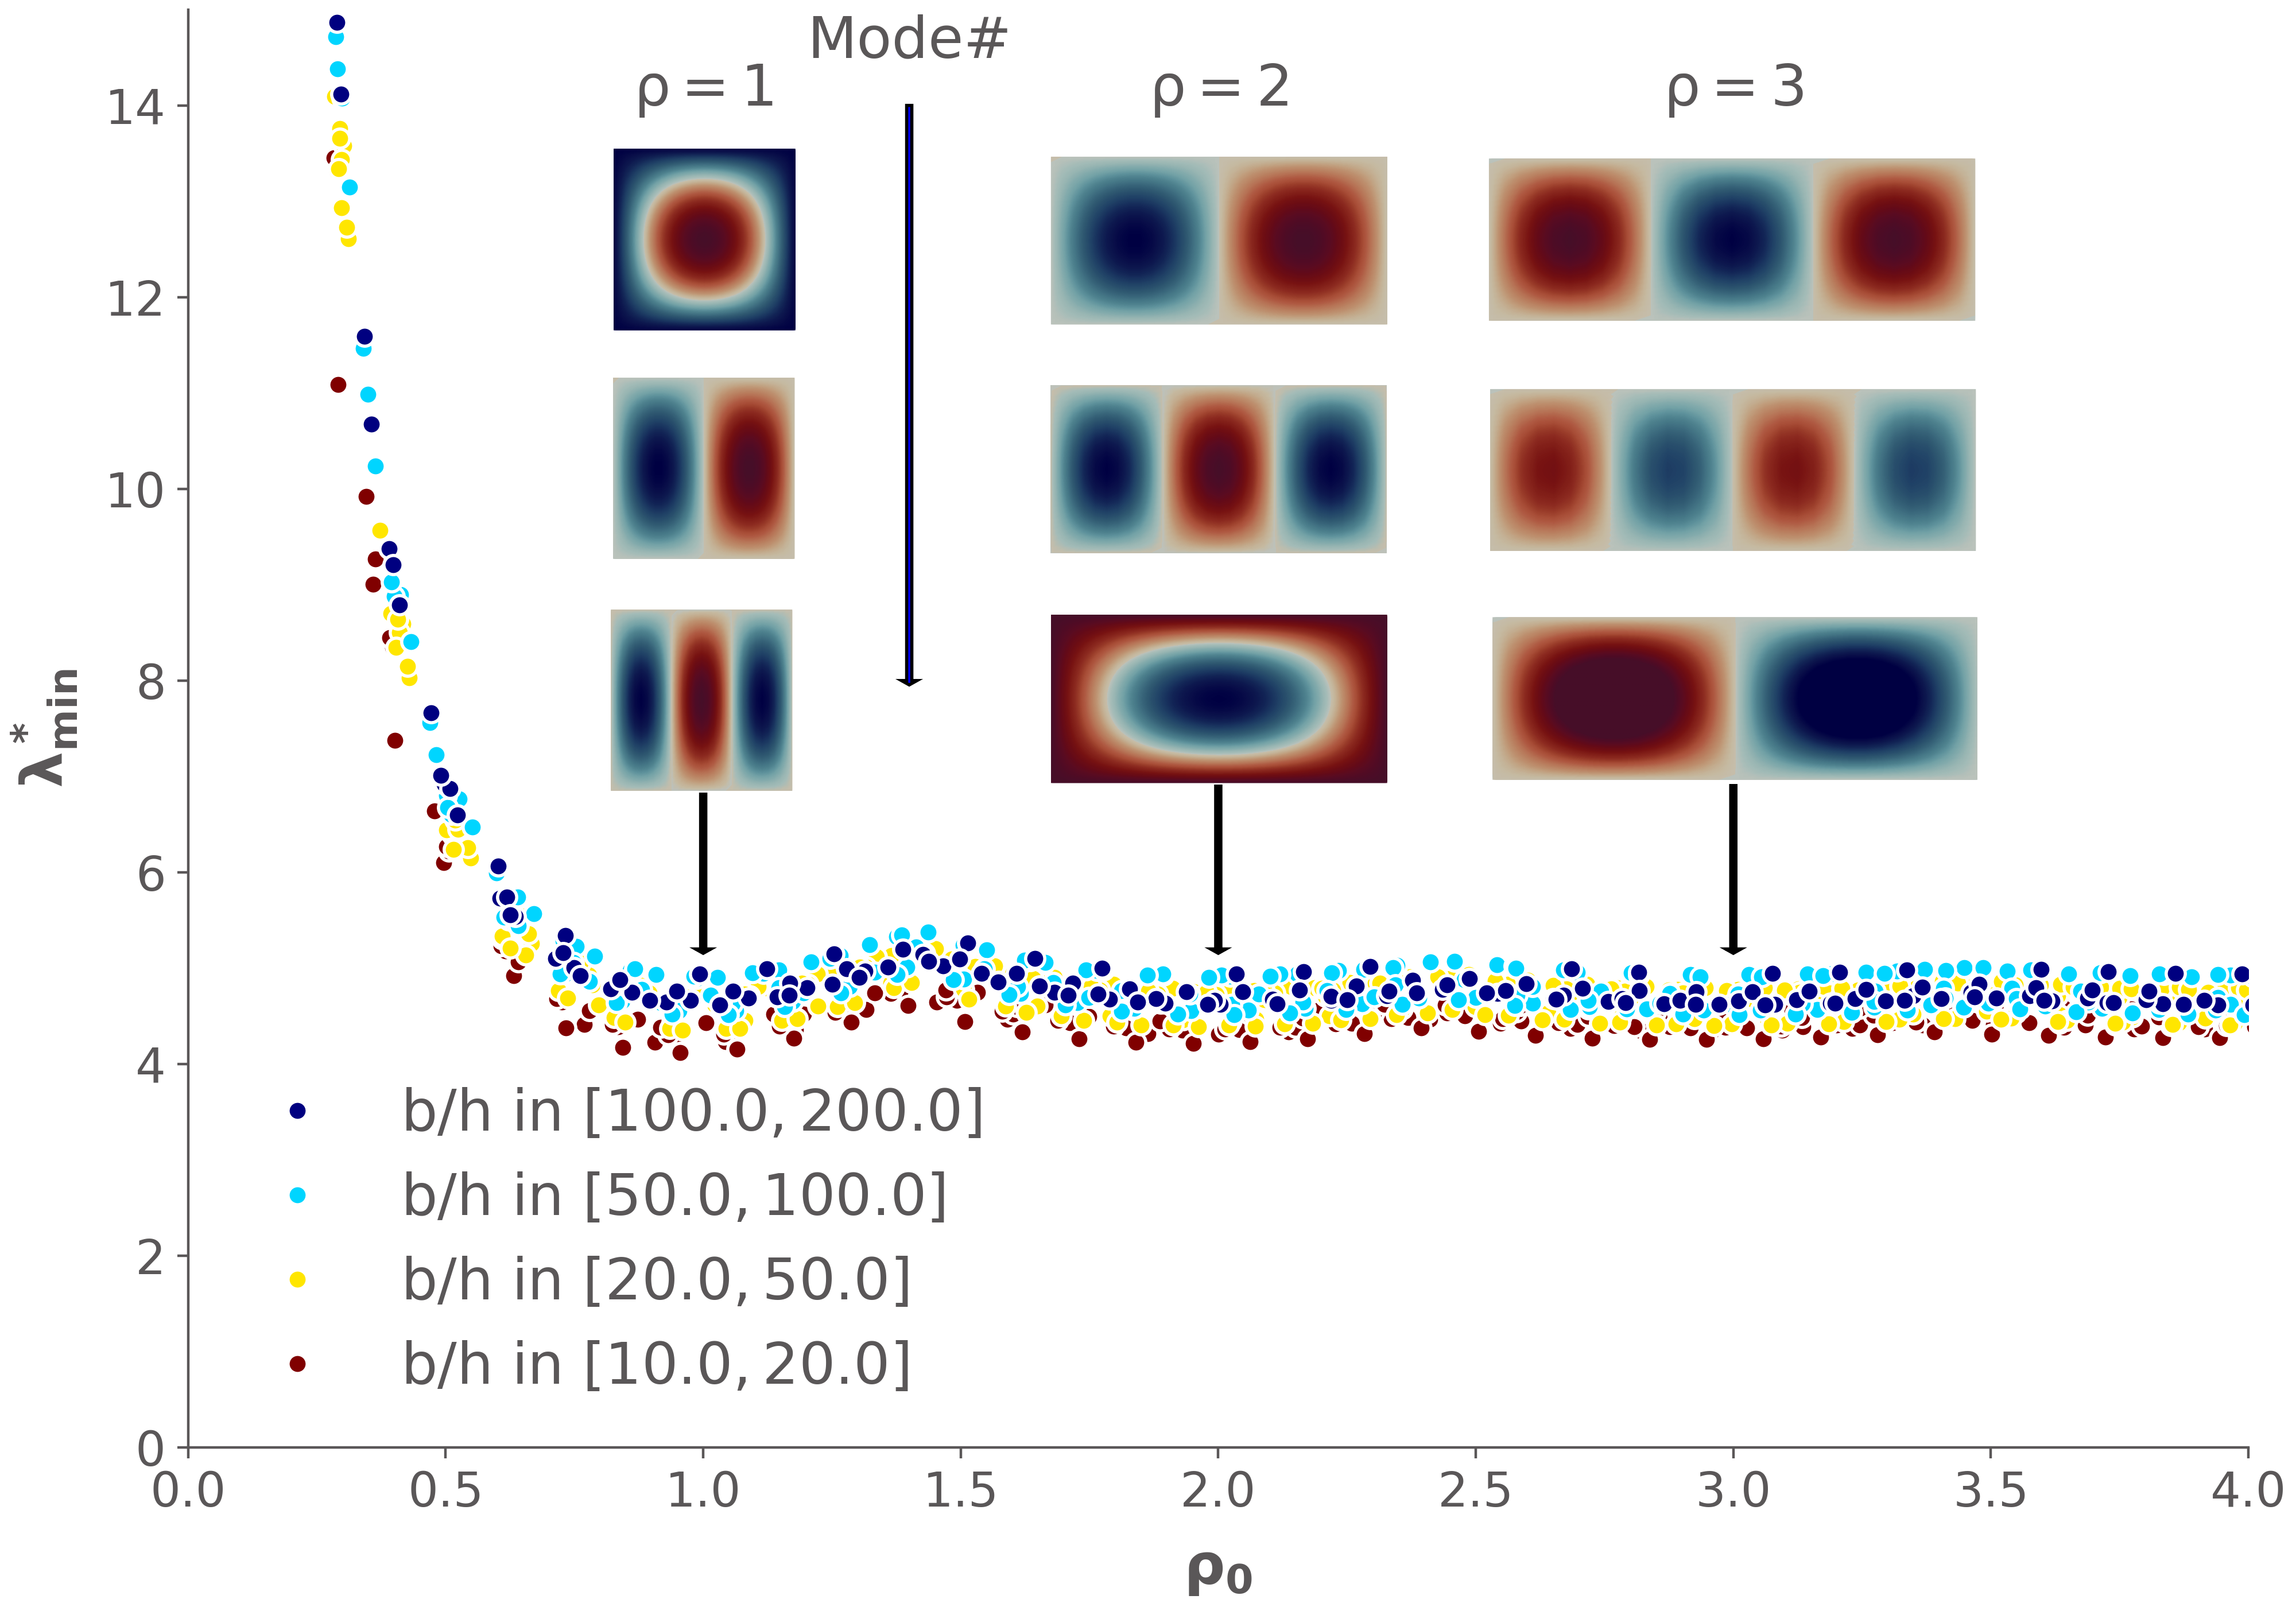 Mode#
ρ = 1
ρ = 2
ρ = 3
14
12
10
8
6
4
2
0
λ*min
b/h in [100.0, 200.0]
b/h in [50.0, 100.0]
b/h in [20.0, 50.0]
b/h in [10.0, 20.0]
0.0 0.5 1.0 1.5 2.0 2.5 3.0 3.5 4.0
ρ0